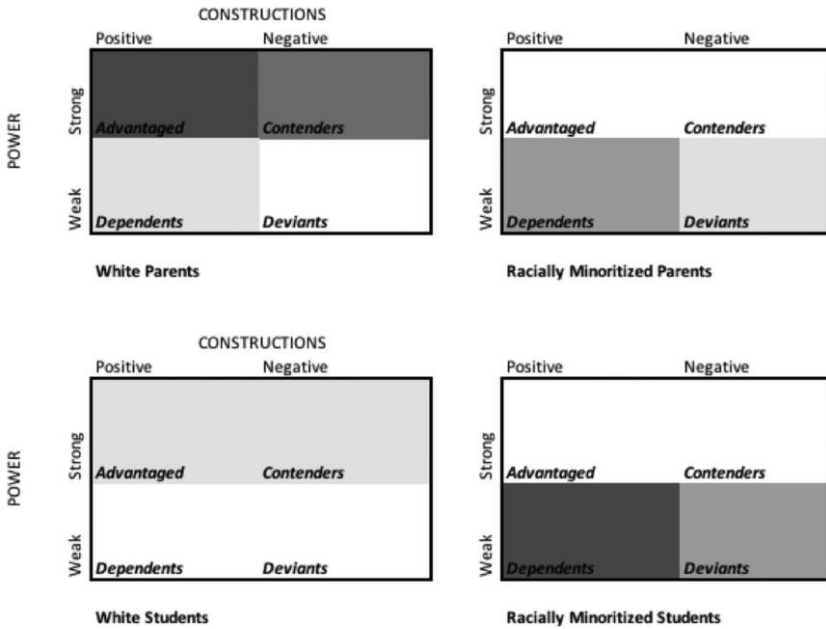 CONSTRUCTIONS
Positive Negative
POWER
Strong
Advantaged Contenders
Weak
Dependents Deviants
White Parents
Positive Negative
Strong
Advantaged Contenders
Weak
Dependents Deviants
Racially Minoritized Parents
CONSTRUCTIONS
Positive Negative
POWER
Strong
Advantaged Contenders
Weak
Dependents Deviants
White Students
Positive Negative
Strong
Advantaged Contenders
Weak
Dependents Deviants
Racially Minoritized Students